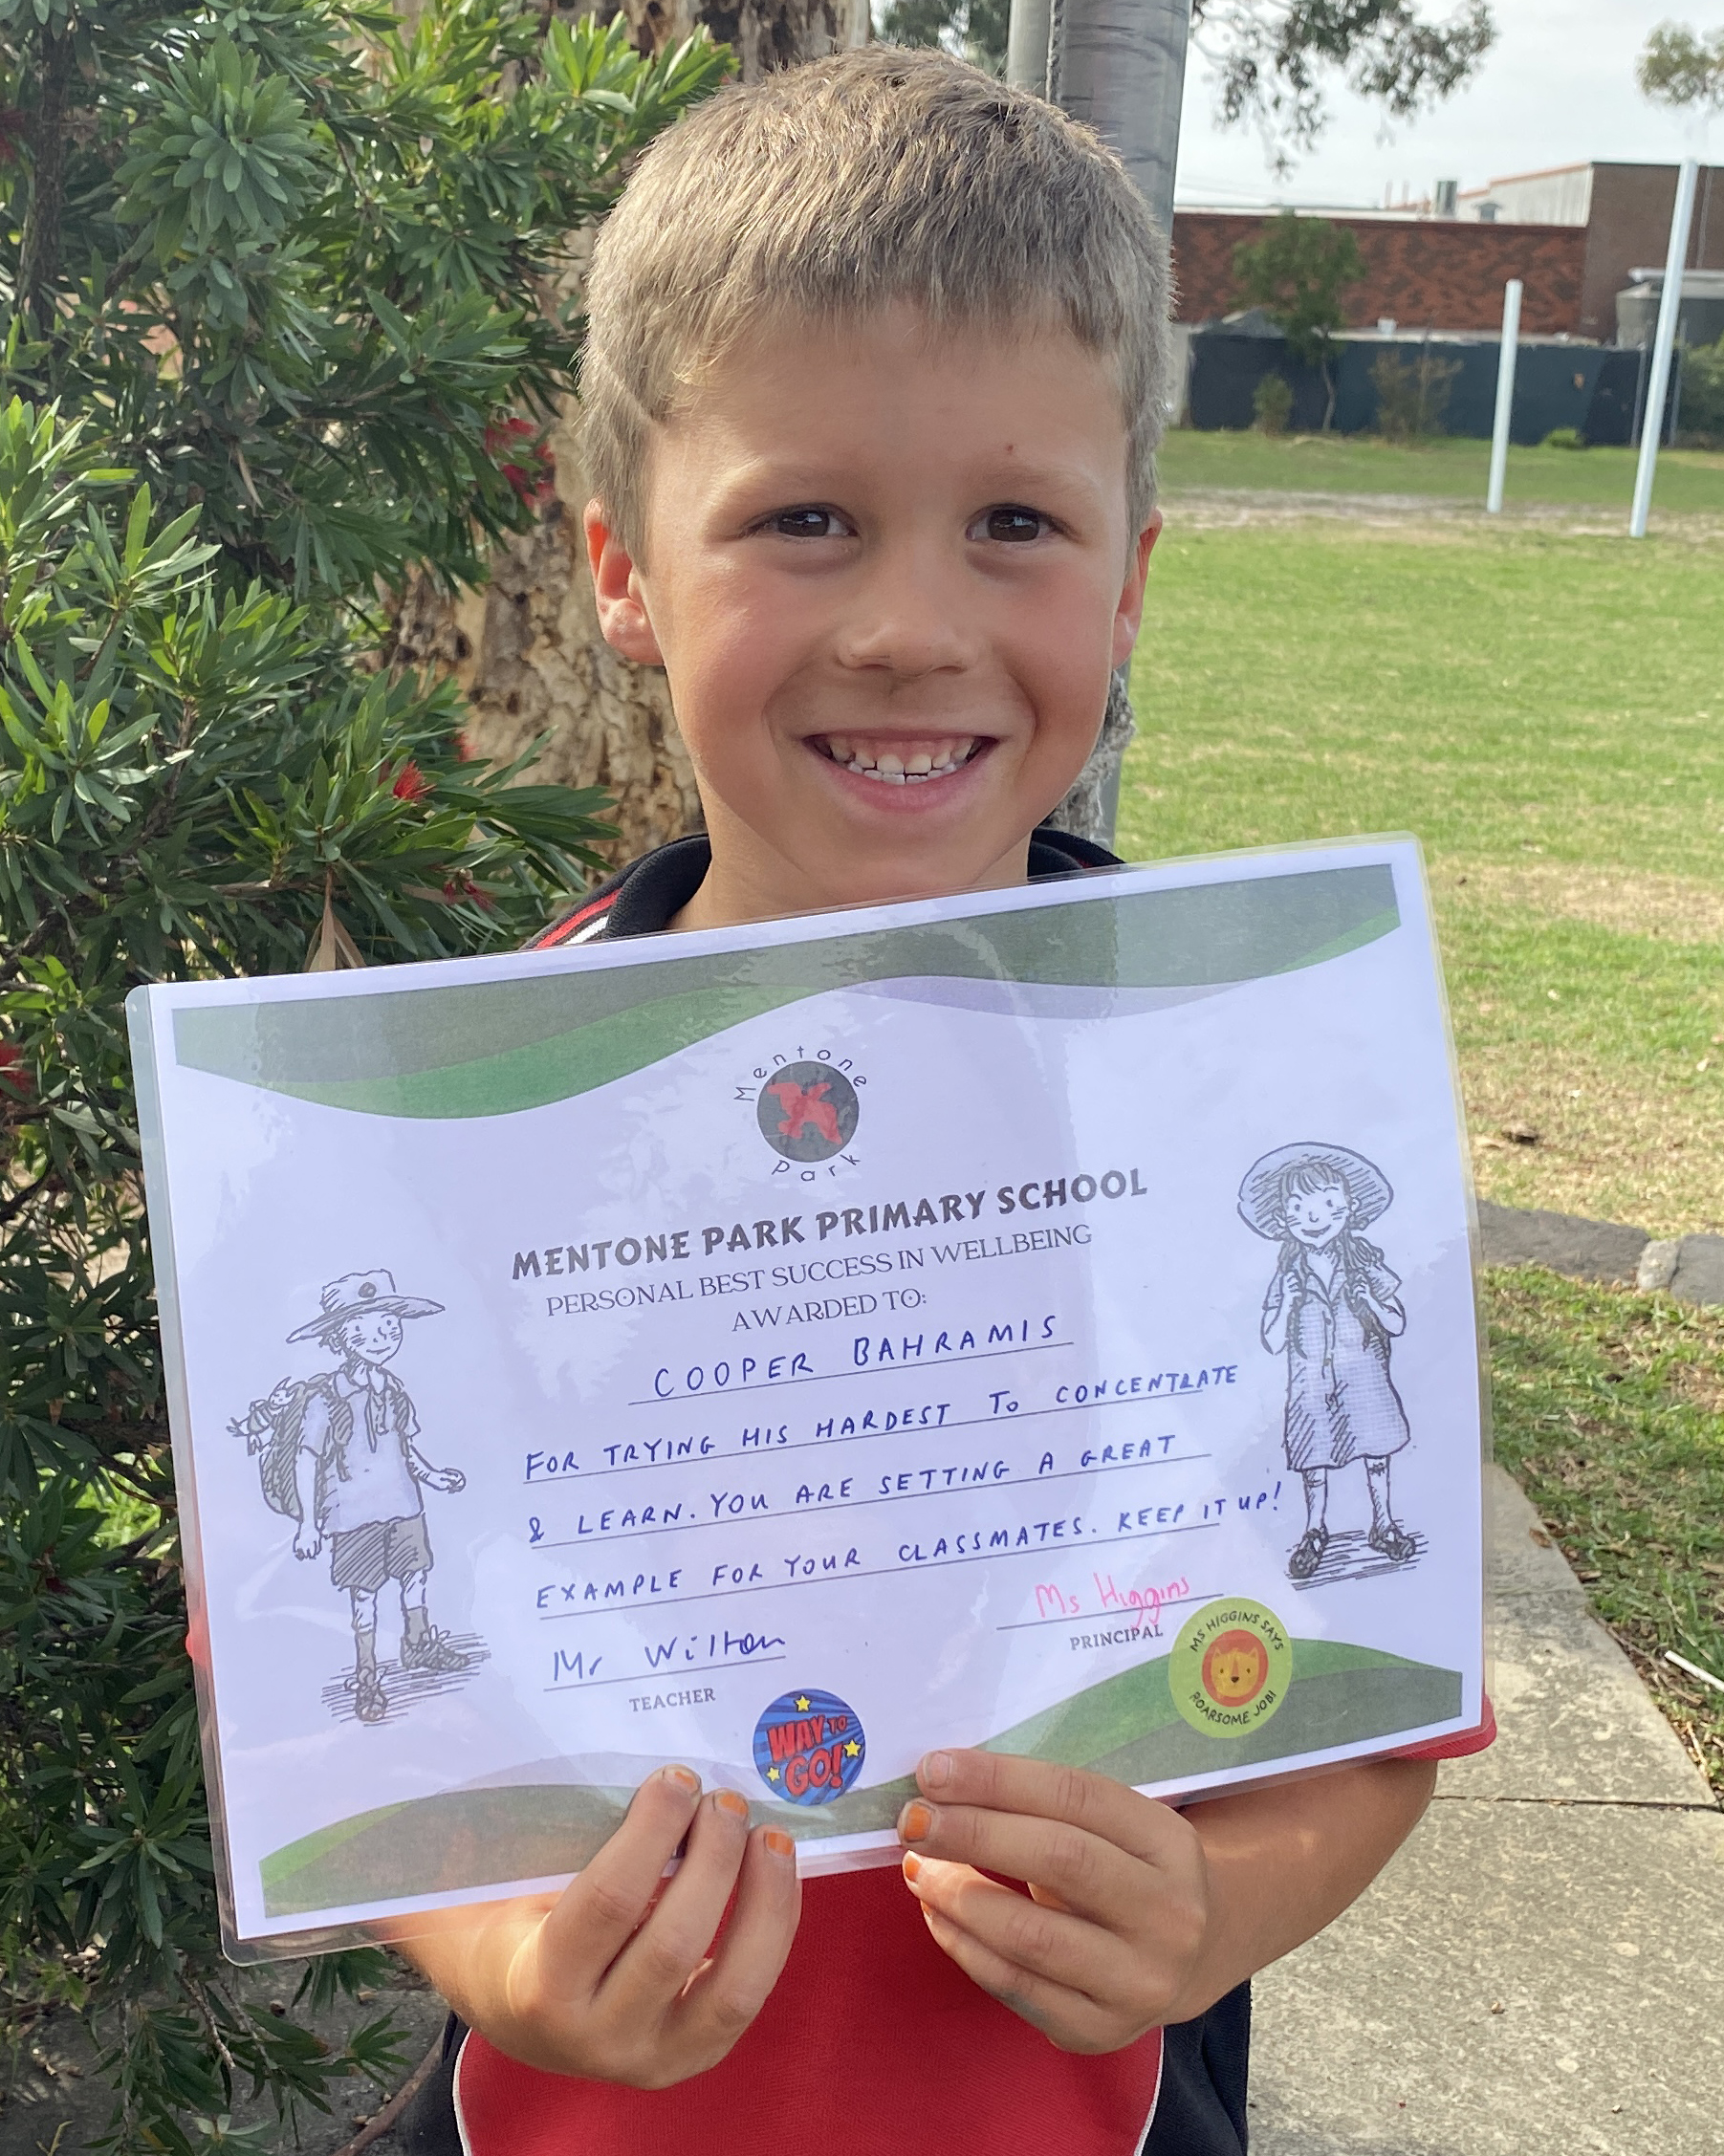 Mentone
Park
MENTONE PARK PRIMARY SCHOOL
PERSONAL BEST SUCCESS IN WELLBEING
AWARDED TO:
COOPER BAHRAMIS
FOR TRYING HIS HARDEST To CONCENTRATE
& LEARN. YOU ARE SETTING A GREAT
EXAMPLE FOR YOUR CLASSMATES. KEEP IT UP!
Mr Wilton
TEACHER
Ms Higgins
PRINCIPAL
WAY TO
GO!
MS HIGGINS SAYS
ROARSOME JOB!